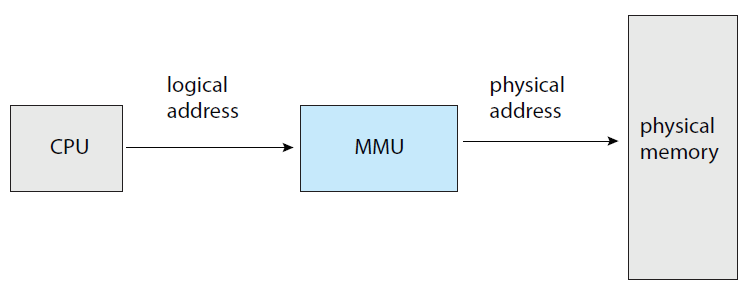 CPU
logical
address
MMU
physical
address
physical
memory